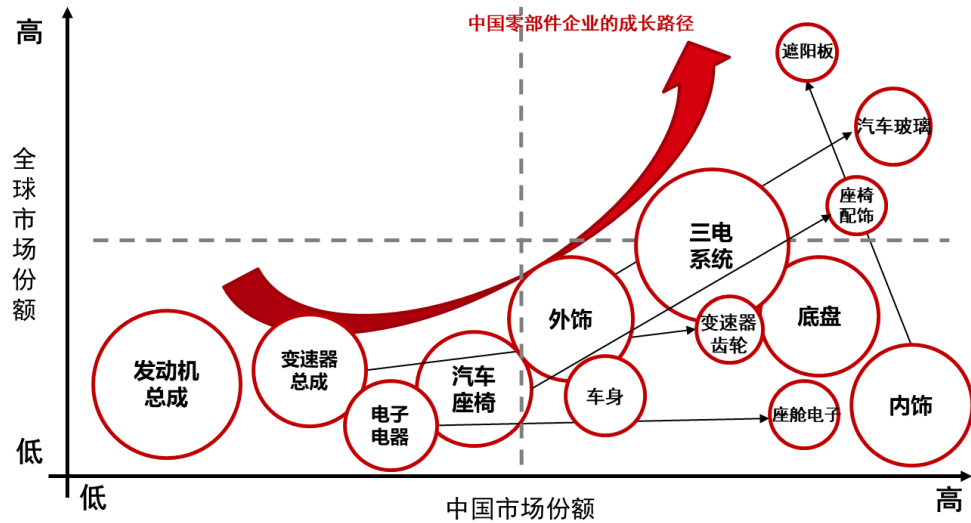 中国零部件企业的成长路径
高
遮阳板
汽车玻璃
全
球
市
场
份
额
座椅
配饰
三电
系统
外饰
变速器
齿轮
底盘
发动机
总成
变速器
总成
汽车
座椅
车身
电子
电器
座舱电子
内饰
低
低
中国市场份额
高